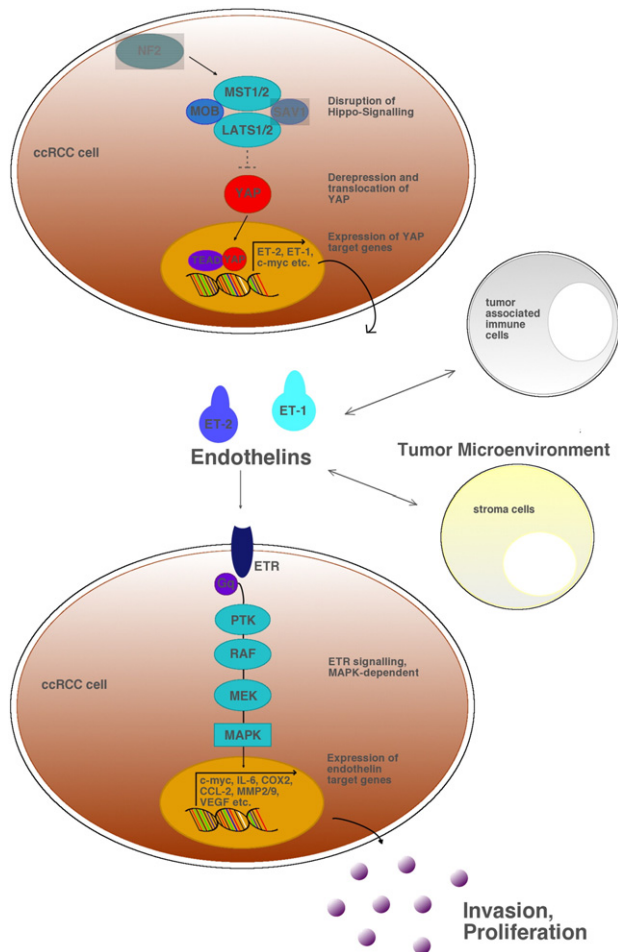 NF2
MST1/2
MOB
SAV1
LATS1/2
Disruption of
Hippo-Signalling
ccRCC cell
YAP
Derepression and
translocation of
YAP
Expression of YAP
target genes
TEAD
YAP
ET-2, ET-1,
c-myc etc.
tumor
associated
immune
cells
ET-2
ET-1
Endothelins
Tumor Microenvironment
stroma cells
ETR
Gq
PTK
RAF
ETR signalling,
MAPK-dependent
ccRCC cell
MEK
MAPK
Expression of
endothelin
target genes
c-myc, IL-6, COX2,
CCL-2, MMP2/9,
VEGF etc.
Invasion,
Proliferation